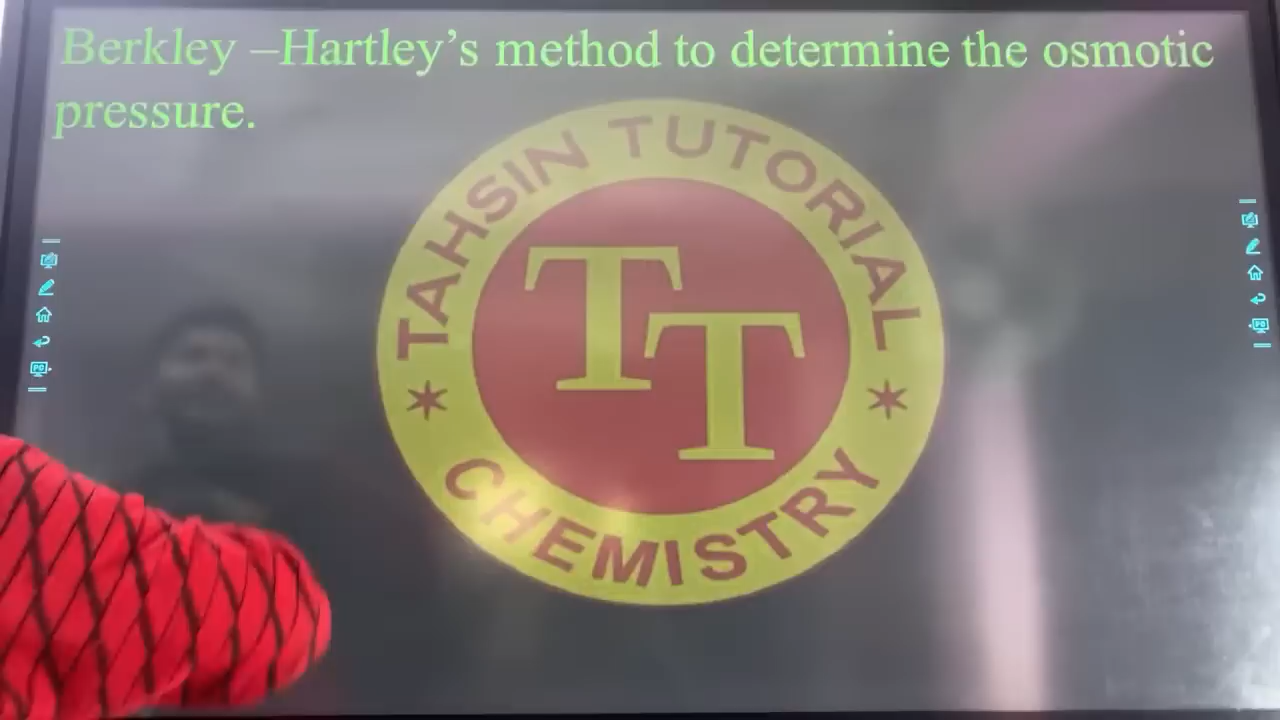 Berkley –Hartley's method to determine the osmotic
pressure.
TAHSIN TUTORIAL
TT
CHEMISTRY